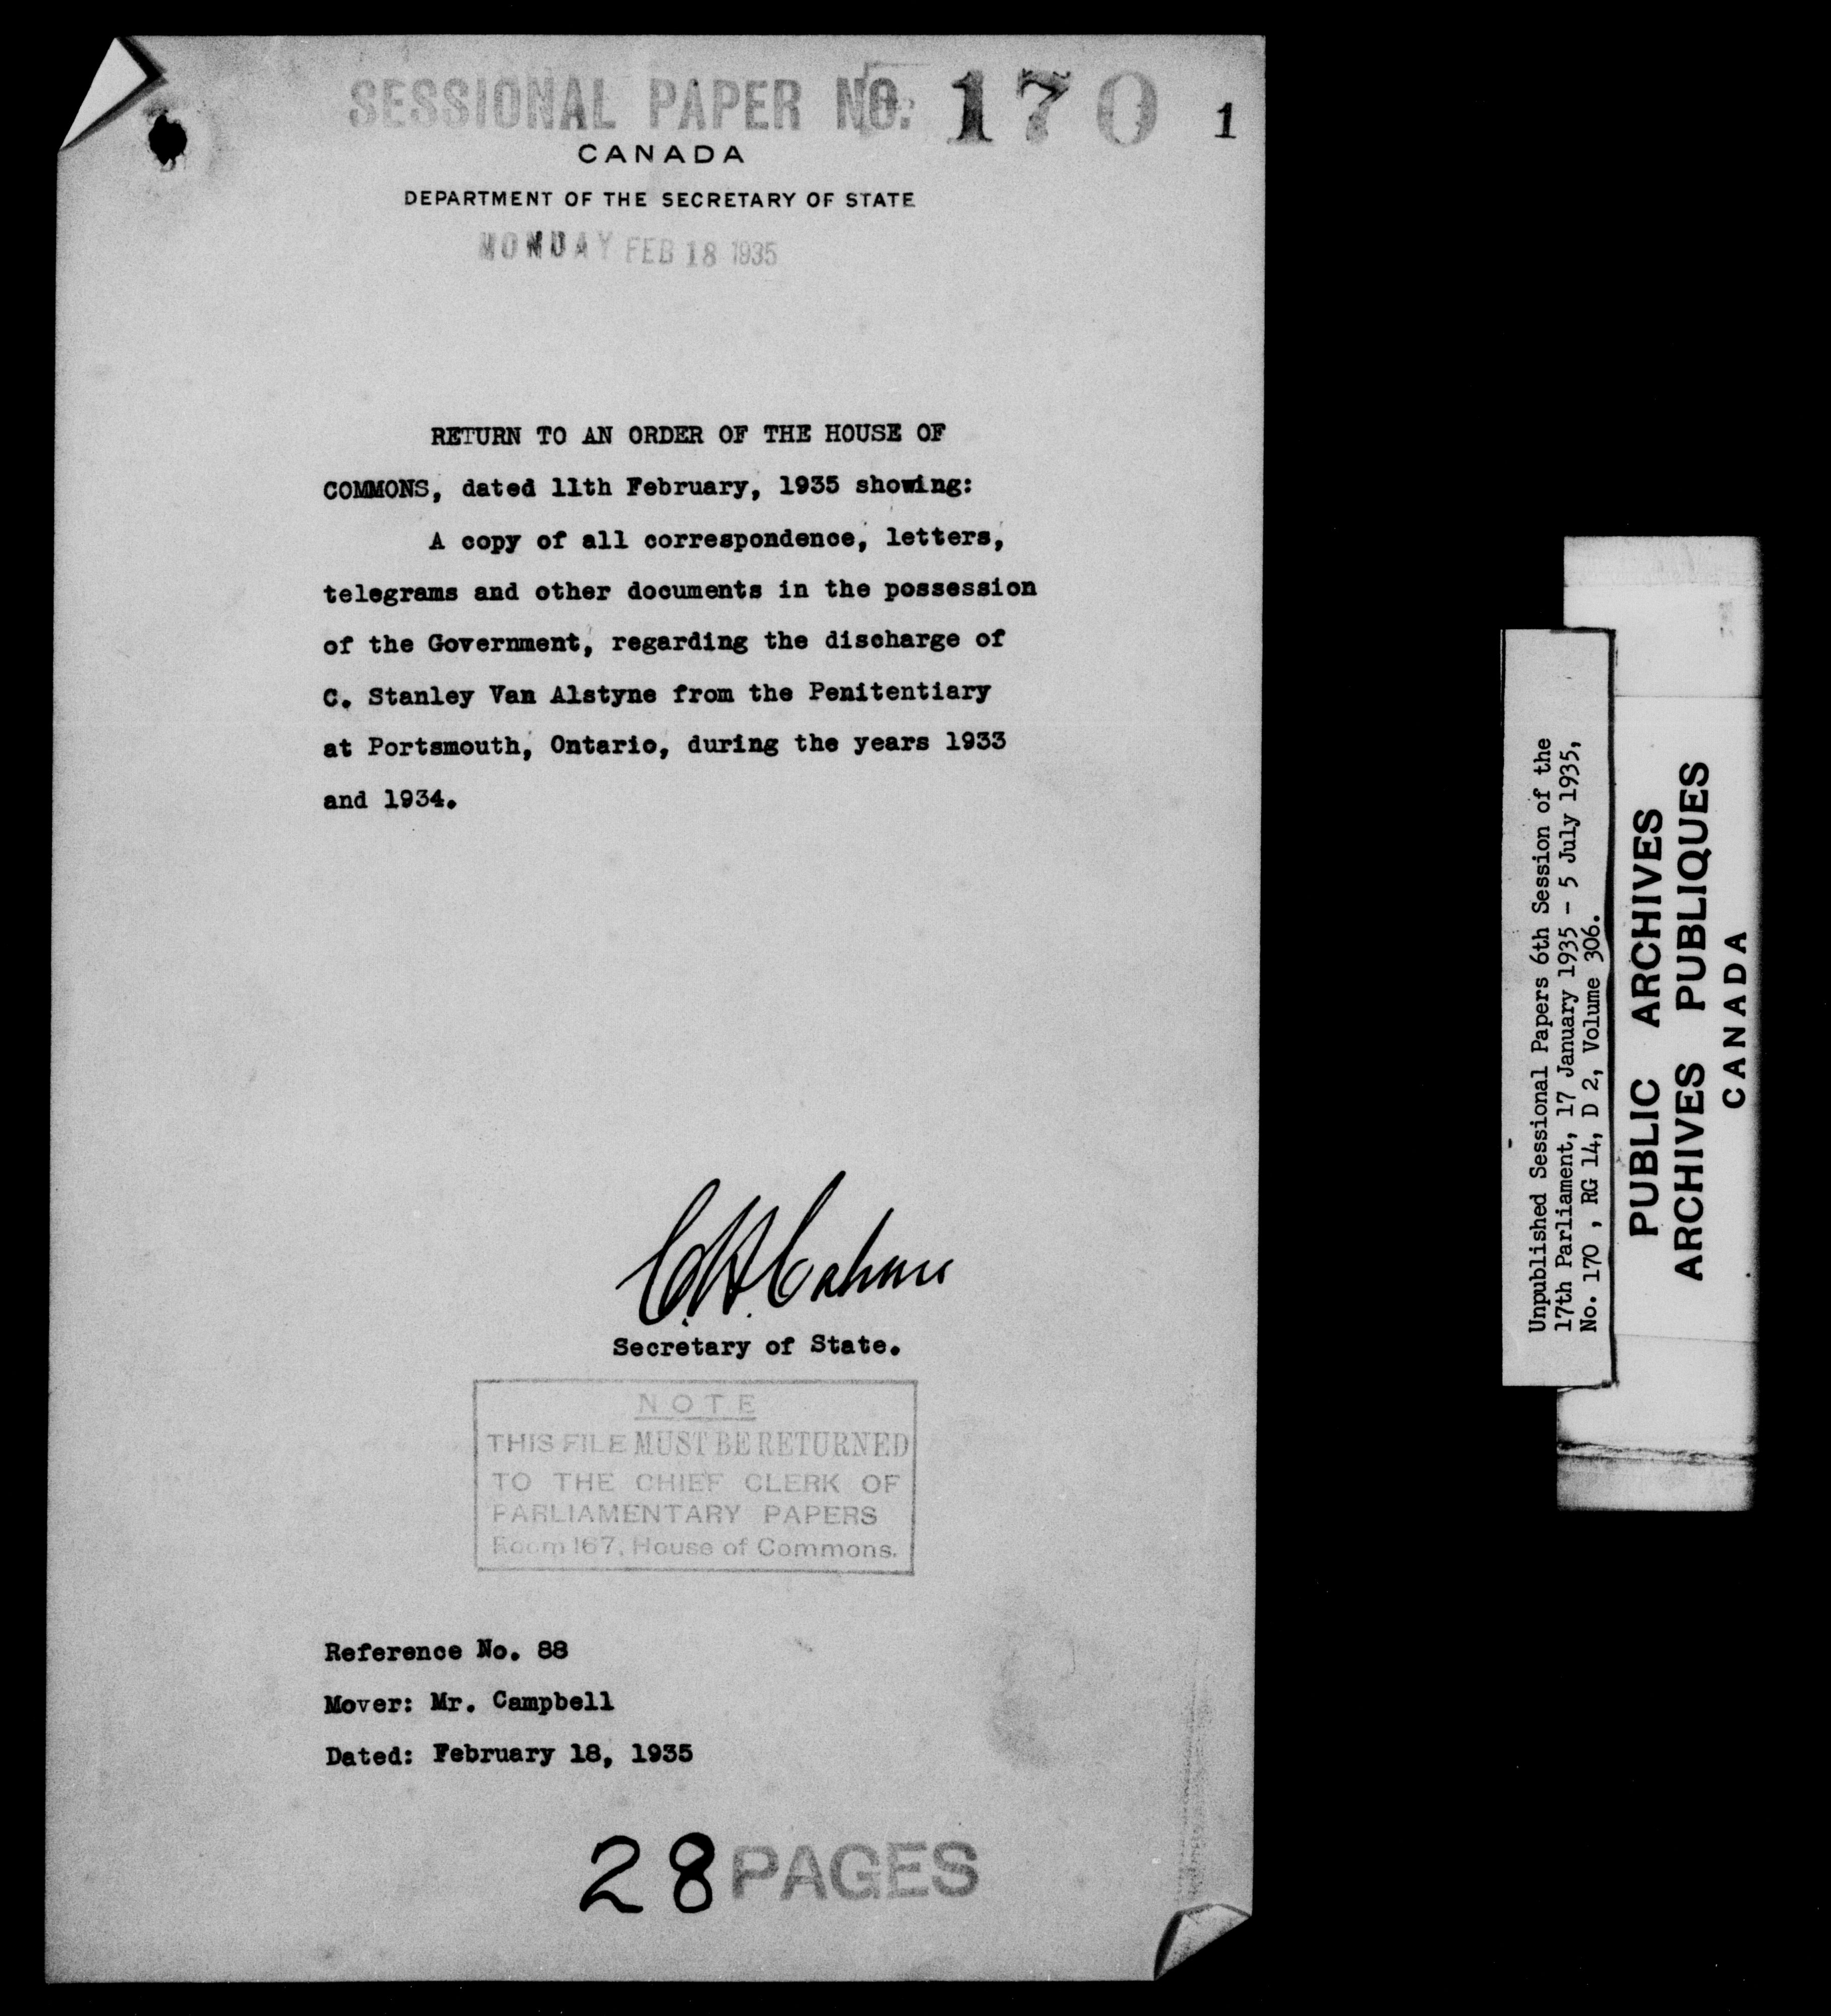 SESSIONAL PAPER NO. 170
1
CANADA
DEPARTMENT OF THE SECRETARY OF STATE
MONDAY FEB 18 1935
RETURN TO AN ORDER OF THE HOUSE OF
COMMONS, dated 11th February, 1935 showing:
A copy of all correspondence, letters,
telegrams and other documents in the possession
of the Government, regarding the discharge of
C. Stanley Van Alstyne from the Penitentiary
at Portsmouth, Ontario, during the years 1933
and 1934.
C.H. Cahan
Secretary of State.
NOTE
THIS FILE MUST BE RETURNED
TO THE CHIEF CLERK OF
PARLIAMENTARY PAPERS
Room 167, House of Commons.
Reference No. 88
Mover: Mr. Campbell
Dated: February 18, 1935
28 PAGES
Unpublished Sessional Papers 6th Session of the
17th Parliament, 17 January 1935 - 5 July 1935,
No. 170 , RG 14, D 2, Volume 306.
PUBLIC ARCHIVES
ARCHIVES PUBLIQUES
CANADA